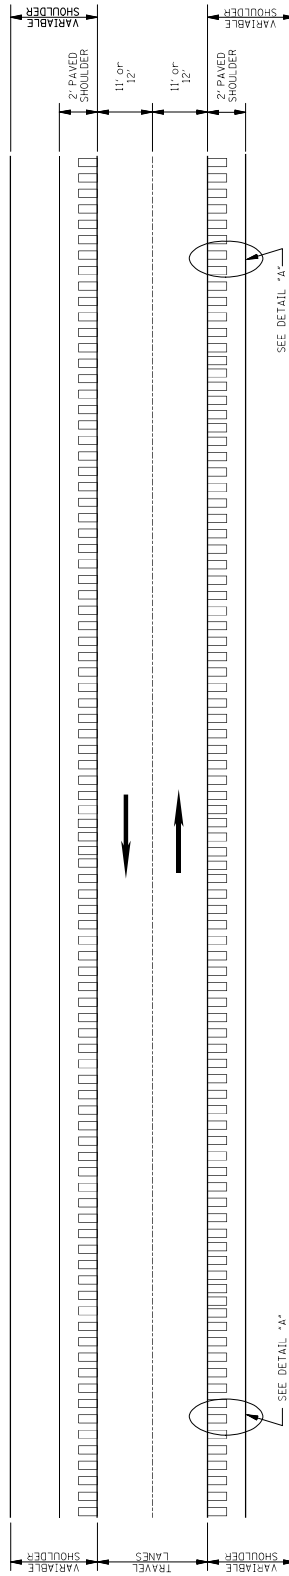 VARIABLE
SHOULDER
VARIABLE
SHOULDER
2' PAVED
SHOULDER
11' or
12'
11' or
12'
2' PAVED
SHOULDER
SEE DETAIL "A"
SEE DETAIL "A"
VARIABLE
SHOULDER
TRAVEL
LANES
VARIABLE
SHOULDER